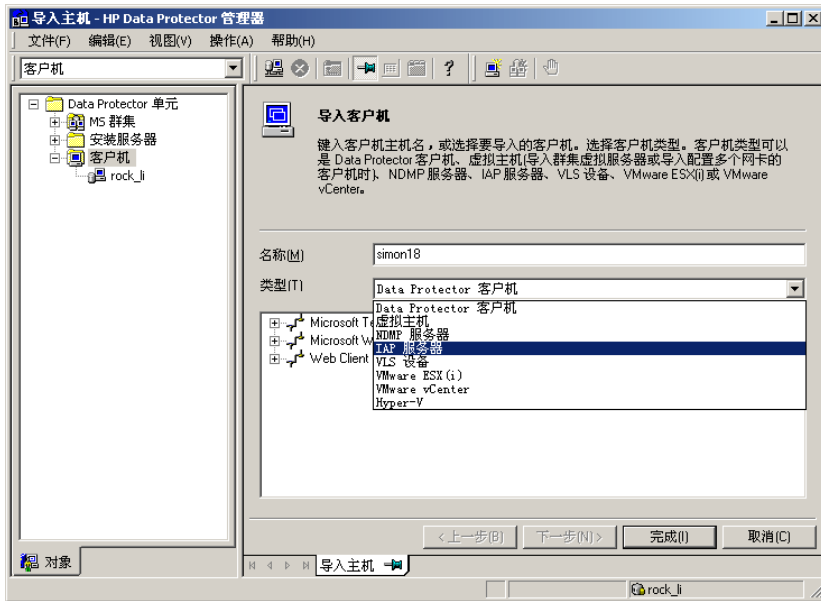 导入主机 - HP Data Protector 管理器
文件(F) 编辑(E) 视图(V) 操作(A) 帮助(H)
客户机
Data Protector 单元
MS 群集
安装服务器
客户机
rock_li
导入客户机
键入客户机主机名，或选择要导入的客户机。选择客户机类型。客户机类型可以
是 Data Protector 客户机、虚拟主机(导入群集虚拟服务器或导入配置多个网卡的
客户机时)、NDMP 服务器、IAP 服务器、VLS 设备、VMware ESX(i) 或 VMware
vCenter。
名称(M) simon18
类型(T) Data Protector 客户机
Data Protector 客户机
虚拟主机
NDMP 服务器
IAP 服务器
VLS 设备
VMware ESX(i)
VMware vCenter
Hyper-V
Microsoft T
Microsoft W
Web Client
<上一步(B) 下一步(N)> 完成(I) 取消(C)
对象
导入主机
rock_li